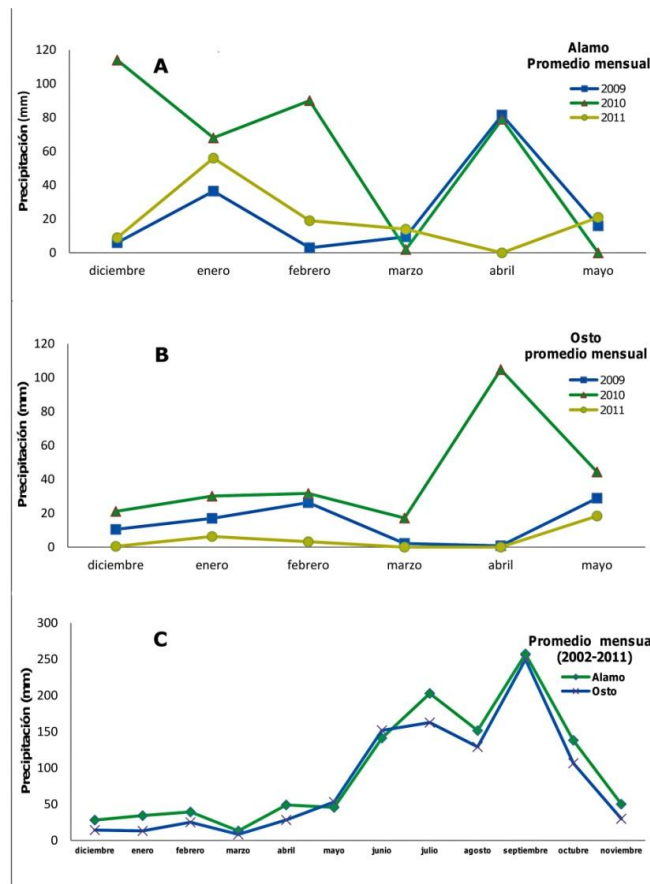 A
Alamo
Promedio mensual
2009
2010
2011
Precipitación (mm)
120
100
80
60
40
20
0
diciembre enero febrero marzo abril mayo
B
Osto
promedio mensual
2009
2010
2011
Precipitación (mm)
120
100
80
60
40
20
0
diciembre enero febrero marzo abril mayo
C
Promedio mensual
(2002-2011)
Alamo
Osto
Precipitación (mm)
300
250
200
150
100
50
0
diciembre enero febrero marzo abril mayo junio julio agosto septiembre octubre noviembre